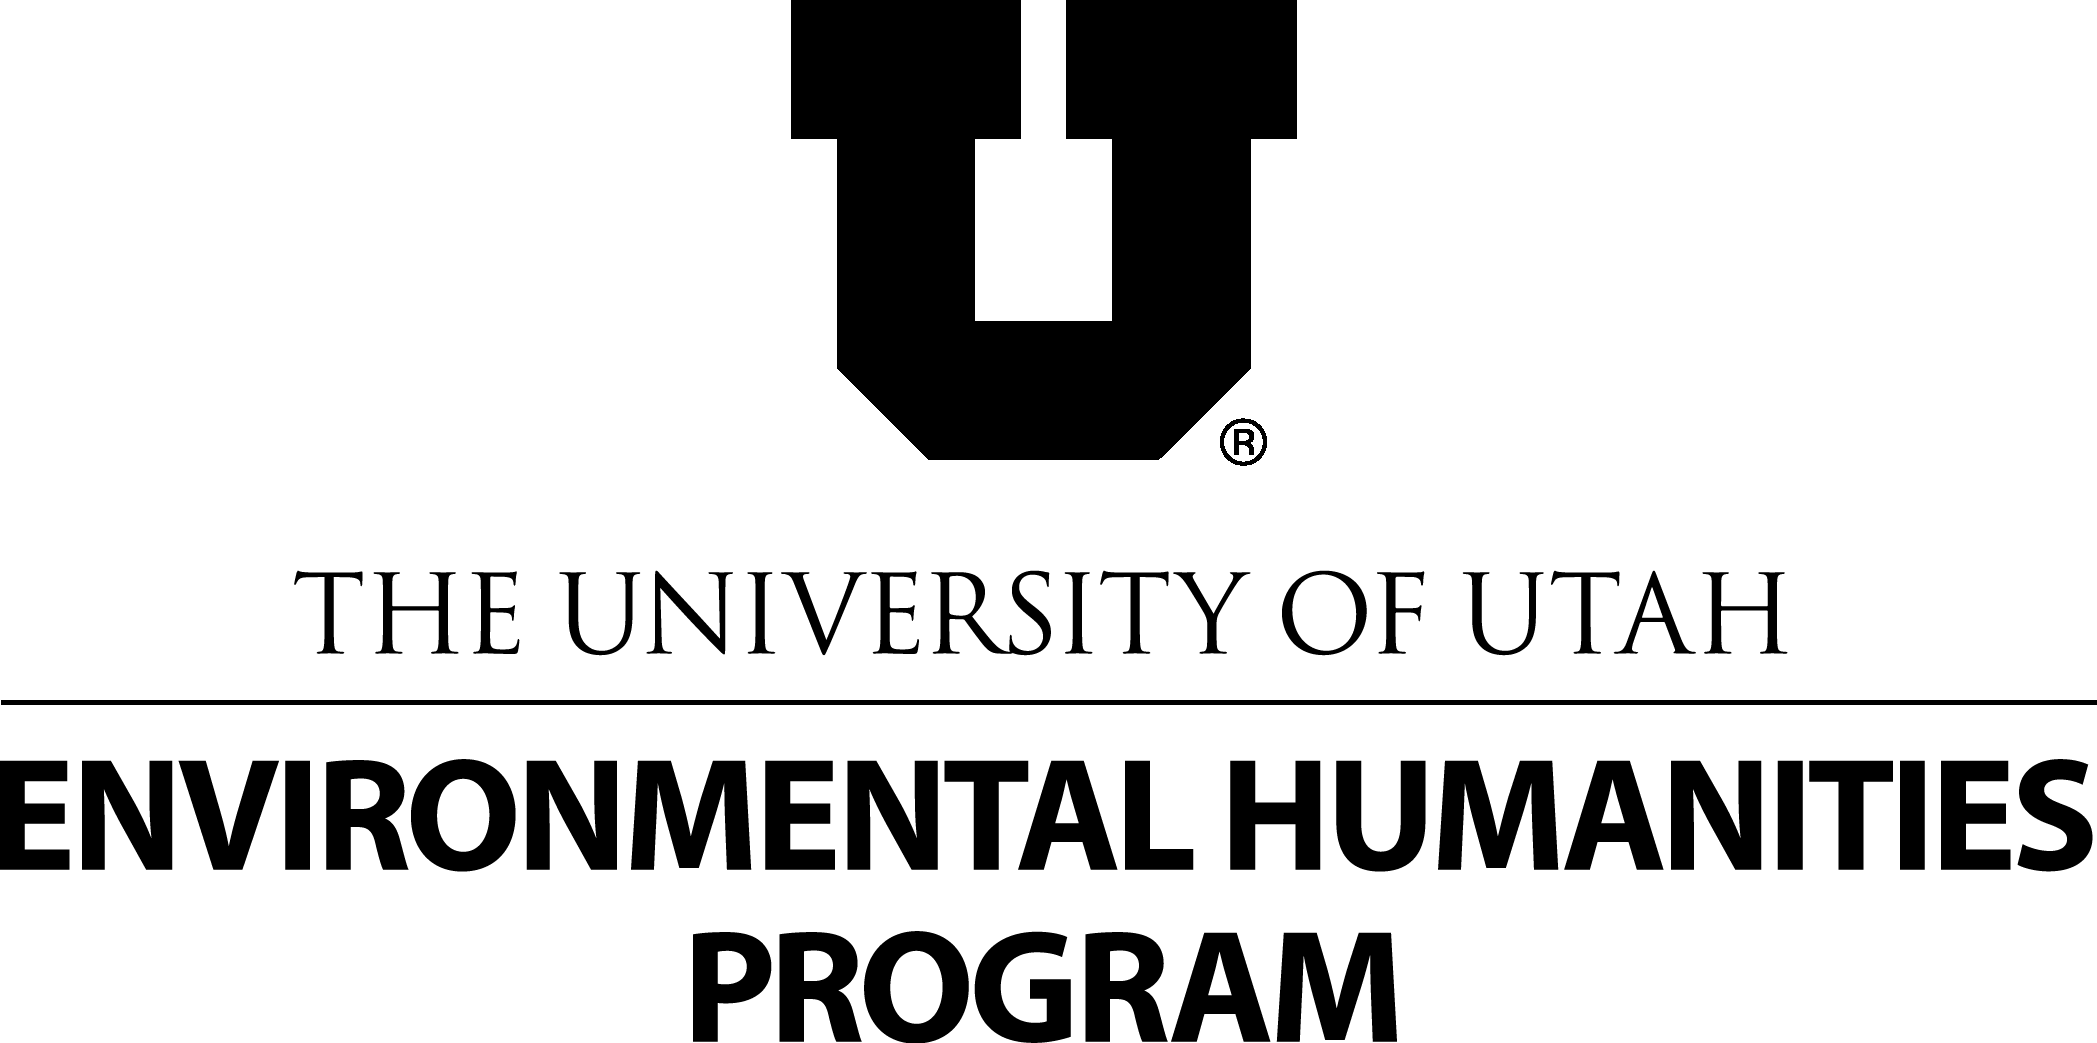 U®
THE UNIVERSITY OF UTAH
ENVIRONMENTAL HUMANITIES
PROGRAM